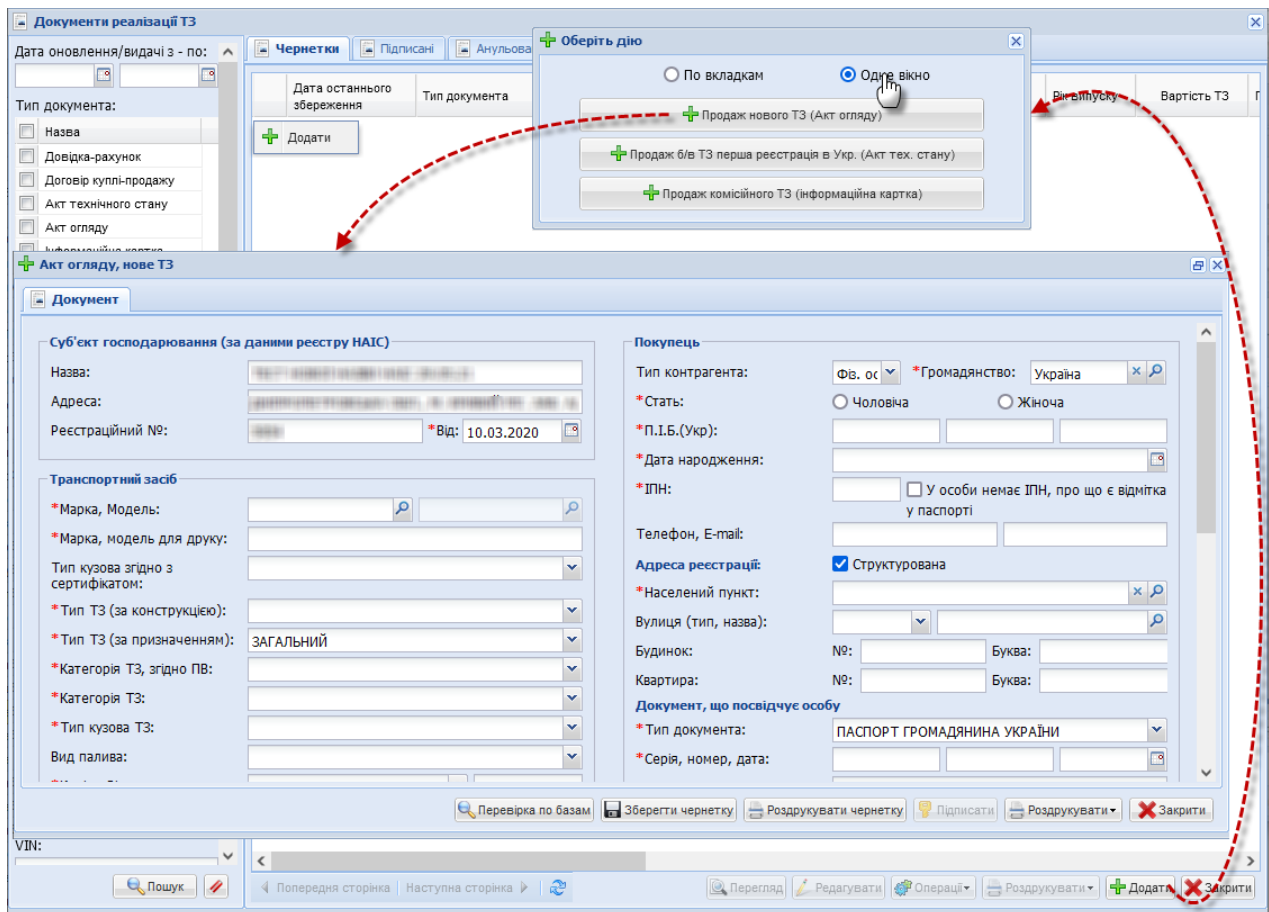 Документи реалізації ТЗ
Дата оновлення/видачі з - по:
Тип документа:
Назва
Довідка-рахунок
Договір куплі-продажу
Акт технічного стану
Акт огляду
Інформаційна картка
Чернетки
Підписані
Анульова
Дата останнього
збереження
Тип документа
Рік випуску
Вартість ТЗ
Додати
Оберіть дію
По вкладкам
Одне вікно
Продаж нового ТЗ (Акт огляду)
Продаж б/в ТЗ перша реєстрація в Укр. (Акт тех. стану)
Продаж комісійного ТЗ (інформаційна картка)
Акт огляду, нове ТЗ
Документ
Суб'єкт господарювання (за даними реєстру НАІС)
Назва:
Адреса:
Реєстраційний №:
*Від: 10.03.2020
Транспортний засіб
*Марка, Модель:
*Марка, модель для друку:
Тип кузова згідно з
сертифікатом:
*Тип ТЗ (за конструкцією):
*Тип ТЗ (за призначенням): ЗАГАЛЬНИЙ
*Категорія ТЗ, згідно ПВ:
*Категорія ТЗ:
*Тип кузова ТЗ:
Вид палива:
Покупець
Тип контрагента: Фіз. ос *Громадянство: Україна
*Стать: Чоловіча Жіноча
*П.І.Б.(Укр):
*Дата народження:
*ІПН: У особи немає ІПН, про що є відмітка
у паспорті
Телефон, E-mail:
Адреса реєстрації: Структурована
*Населений пункт:
Вулиця (тип, назва):
Будинок: №: Буква:
Квартира: №: Буква:
Документ, що посвідчує особу
*Тип документа: ПАСПОРТ ГРОМАДЯНИНА УКРАЇНИ
*Серія, номер, дата:
Перевірка по базам Зберегти чернетку Роздрукувати чернетку Підписати Роздрукувати Закрити
VIN:
Пошук
Попередня сторінка Наступна сторінка
Перегляд Редагувати Операції Роздрукувати Додати Закрити